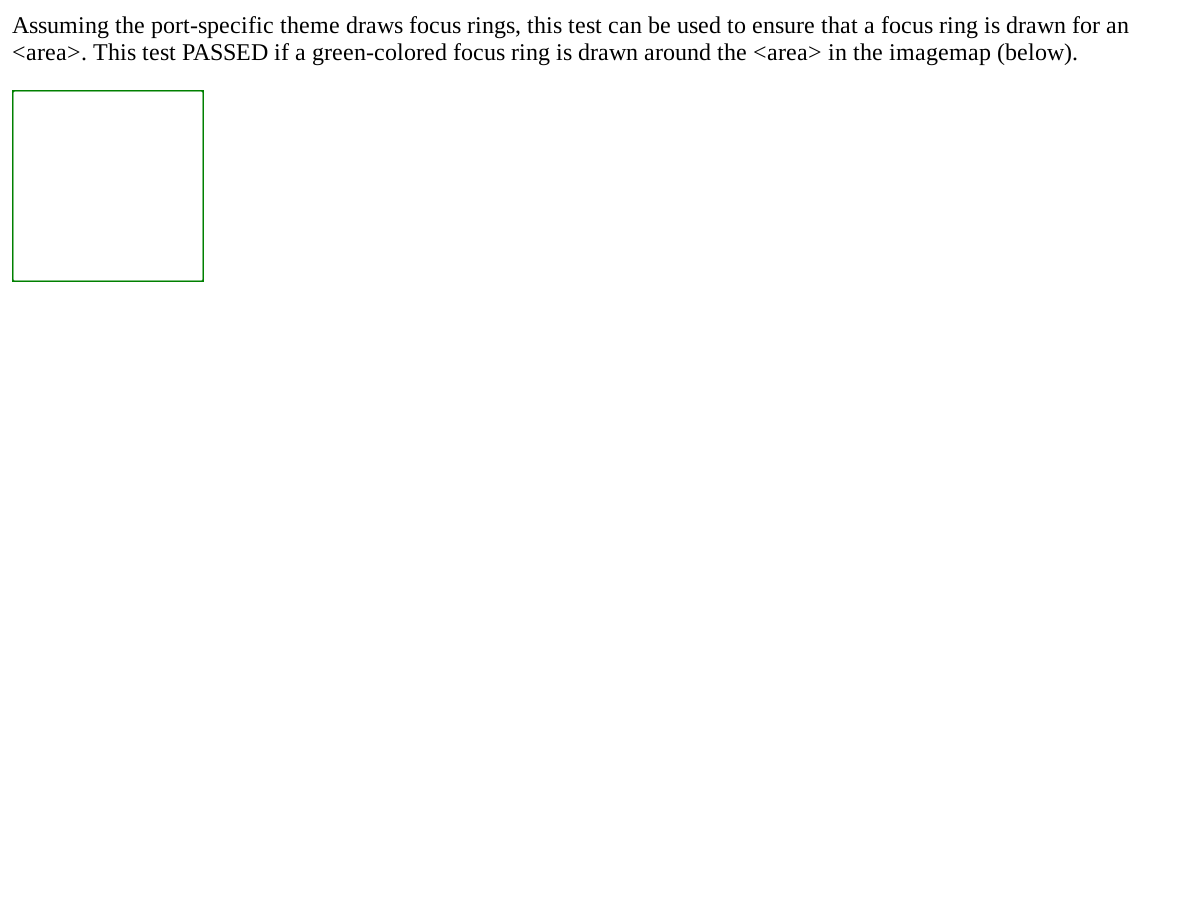 Assuming the port-specific theme draws focus rings, this test can be used to ensure that a focus ring is drawn for an
<area>. This test PASSED if a green-colored focus ring is drawn around the <area> in the imagemap (below).